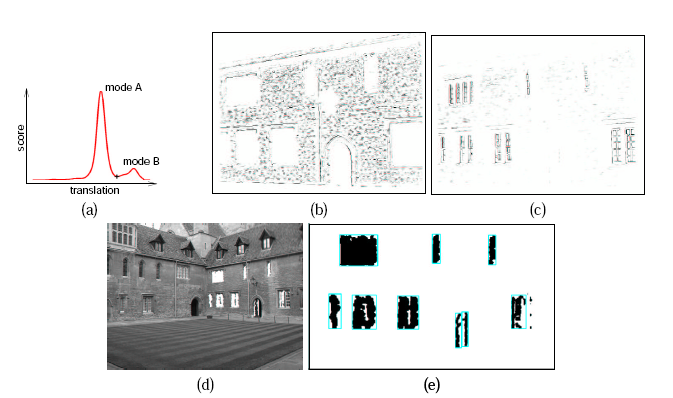 mode A
mode B
score
translation
(a)
(b)
(c)
(d)
(e)